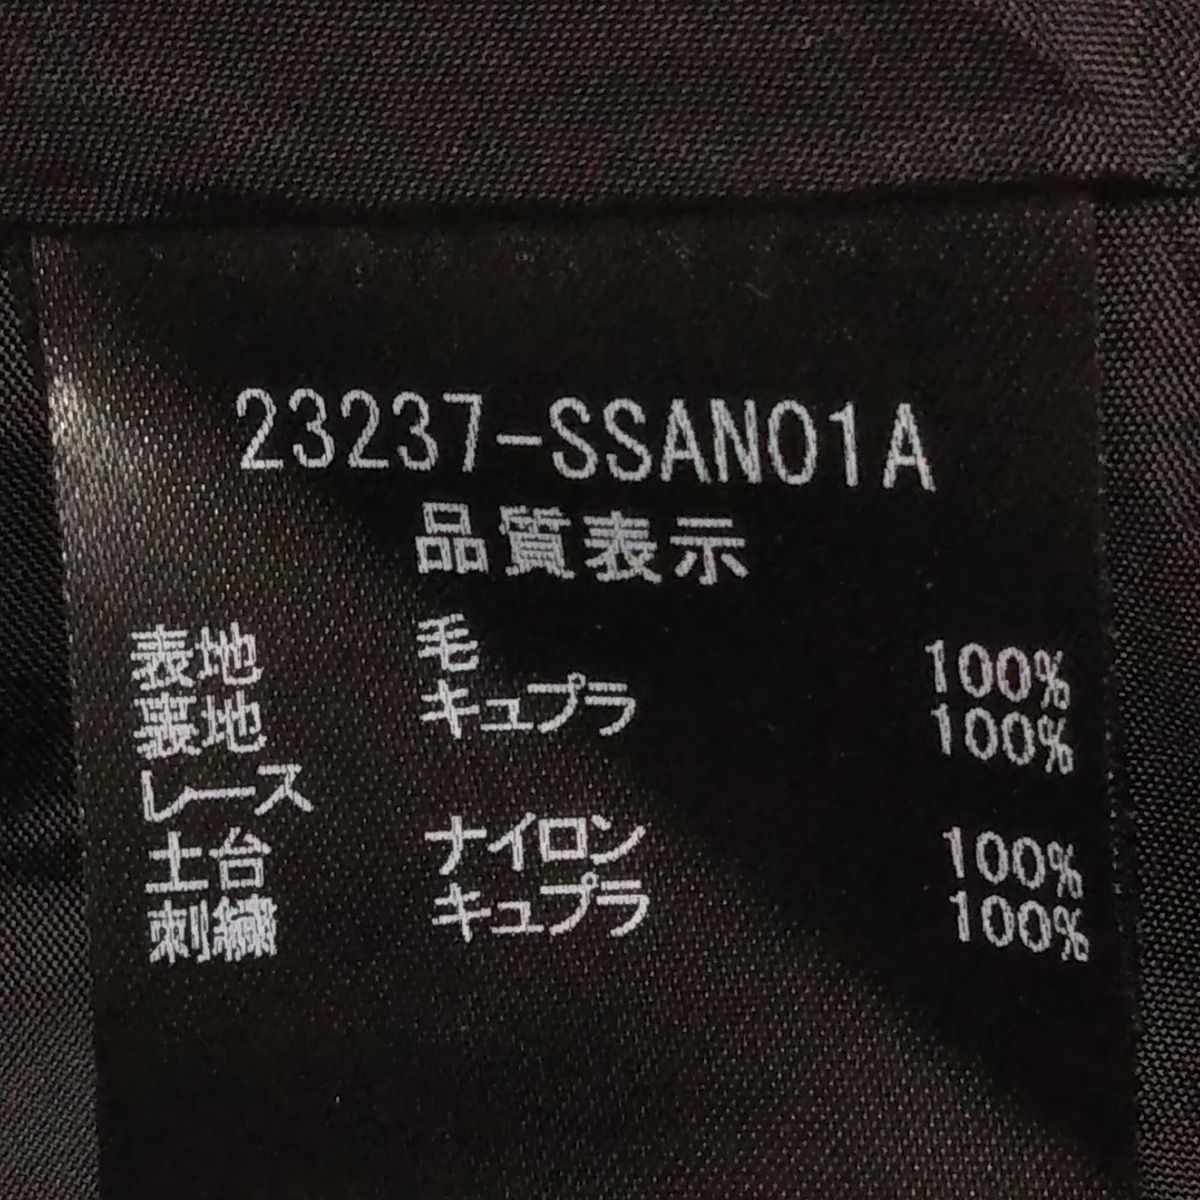 23237-SSAN01A
品質表示
表地 毛 100%
裏地 キュプラ 100%
レース
土台 ナイロン 100%
刺繍 キュプラ 100%